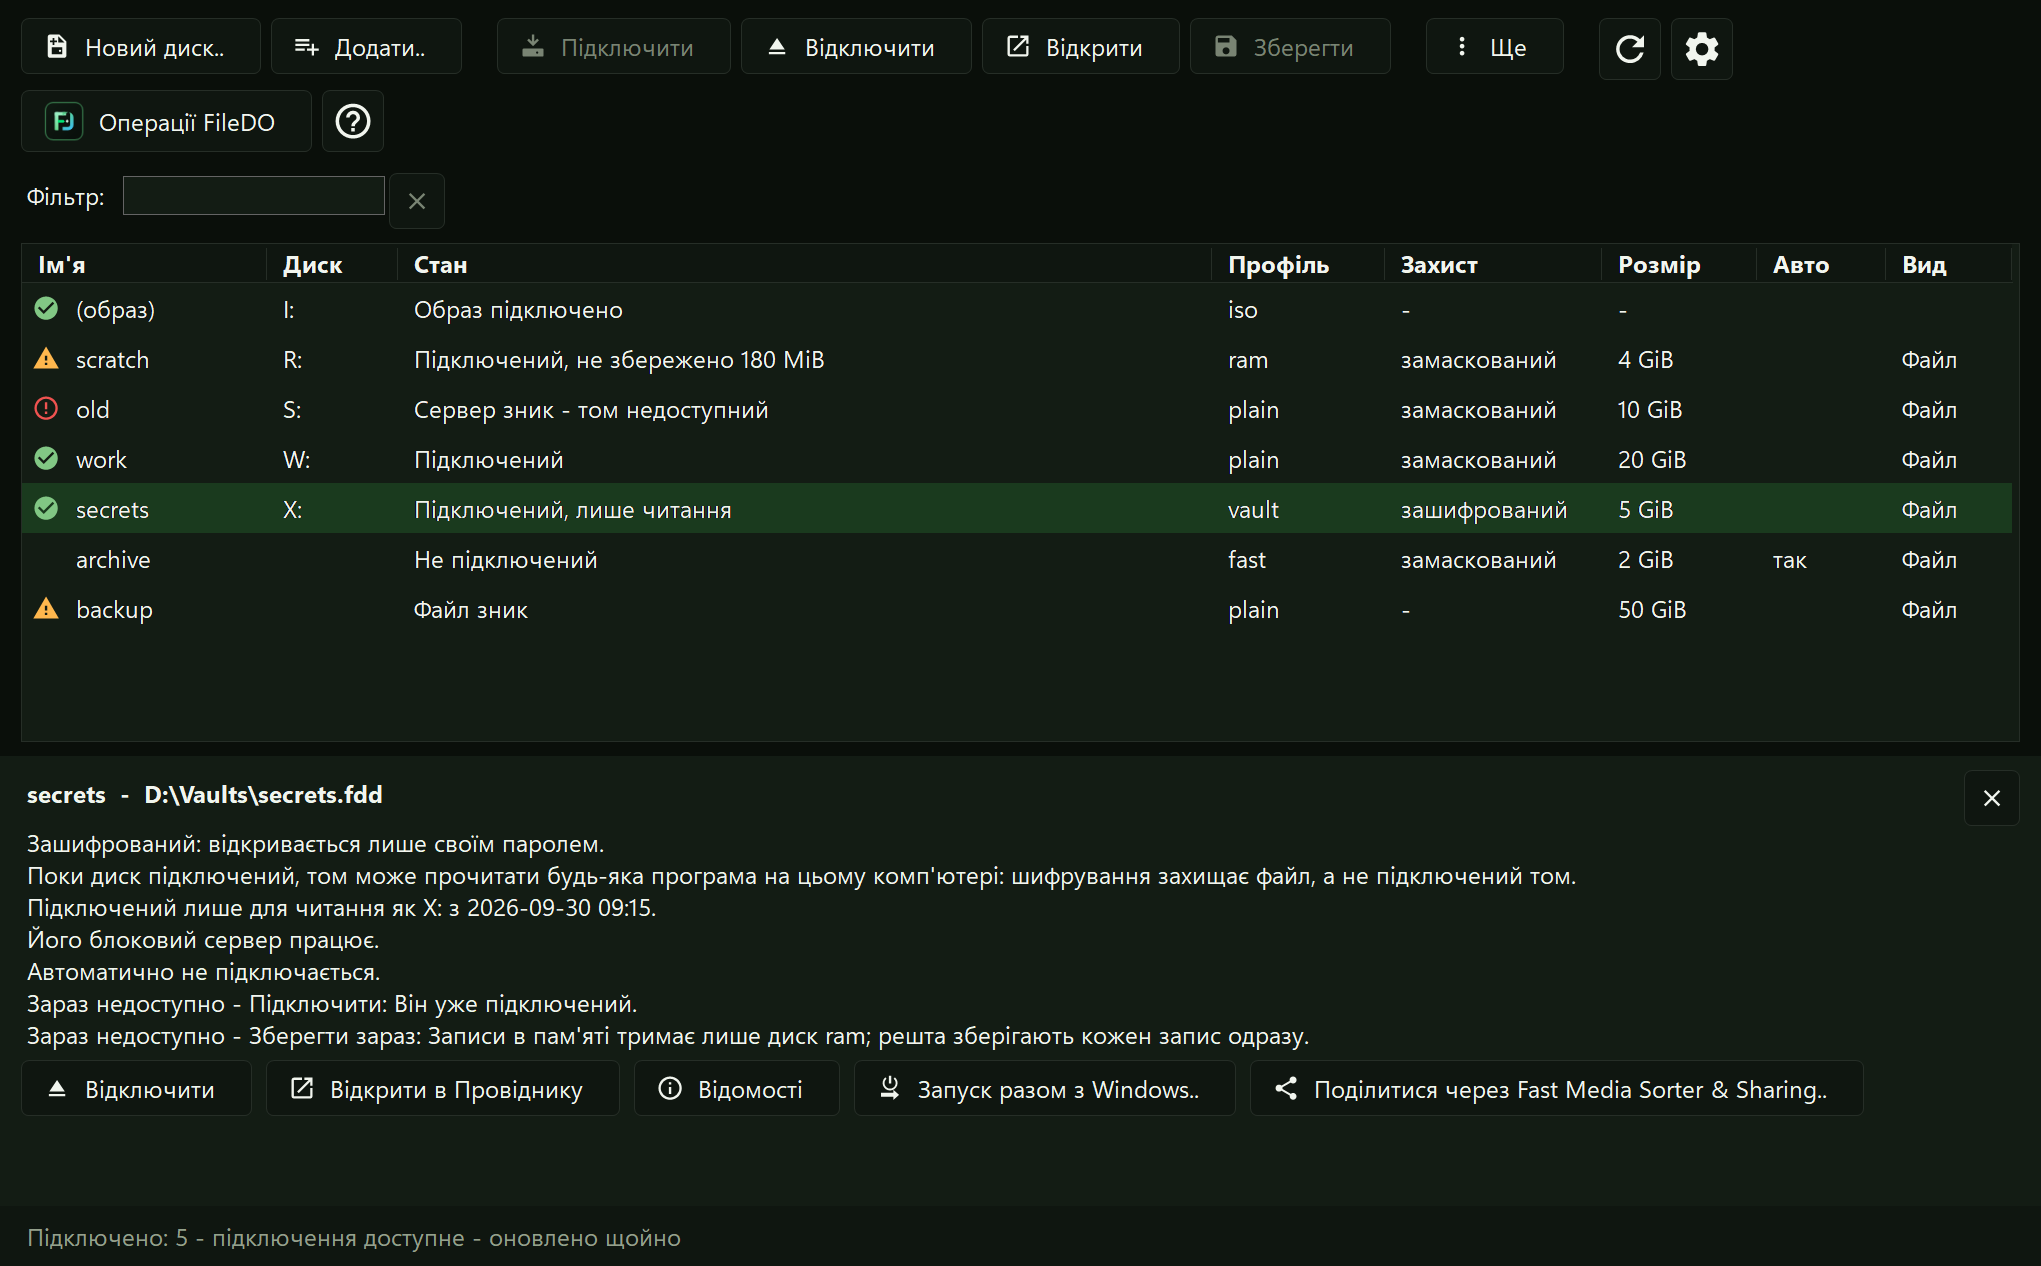 Новий диск.. Додати.. Підключити Відключити Відкрити Зберегти Ще
Операції FileDO
Фільтр:
Ім'я Диск Стан Профіль Захист Розмір Авто Вид
(образ) I: Образ підключено iso - -
scratch R: Підключений, не збережено 180 MiB ram замаскований 4 GiB Файл
old S: Сервер зник - том недоступний plain замаскований 10 GiB Файл
work W: Підключений plain замаскований 20 GiB Файл
secrets X: Підключений, лише читання vault зашифрований 5 GiB Файл
archive Не підключений fast замаскований 2 GiB так Файл
backup Файл зник plain - 50 GiB Файл
secrets - D:\Vaults\secrets.fdd
Зашифрований: відкривається лише своїм паролем.
Поки диск підключений, том може прочитати будь-яка програма на цьому комп'ютері: шифрування захищає файл, а не підключений том.
Підключений лише для читання як X: з 2026-09-30 09:15.
Його блоковий сервер працює.
Автоматично не підключається.
Зараз недоступно - Підключити: Він уже підключений.
Зараз недоступно - Зберегти зараз: Записи в пам'яті тримає лише диск ram; решта зберігають кожен запис одразу.
Відключити Відкрити в Провіднику Відомості Запуск разом з Windows.. Поділитися через Fast Media Sorter & Sharing..
Підключено: 5 - підключення доступне - оновлено щойно